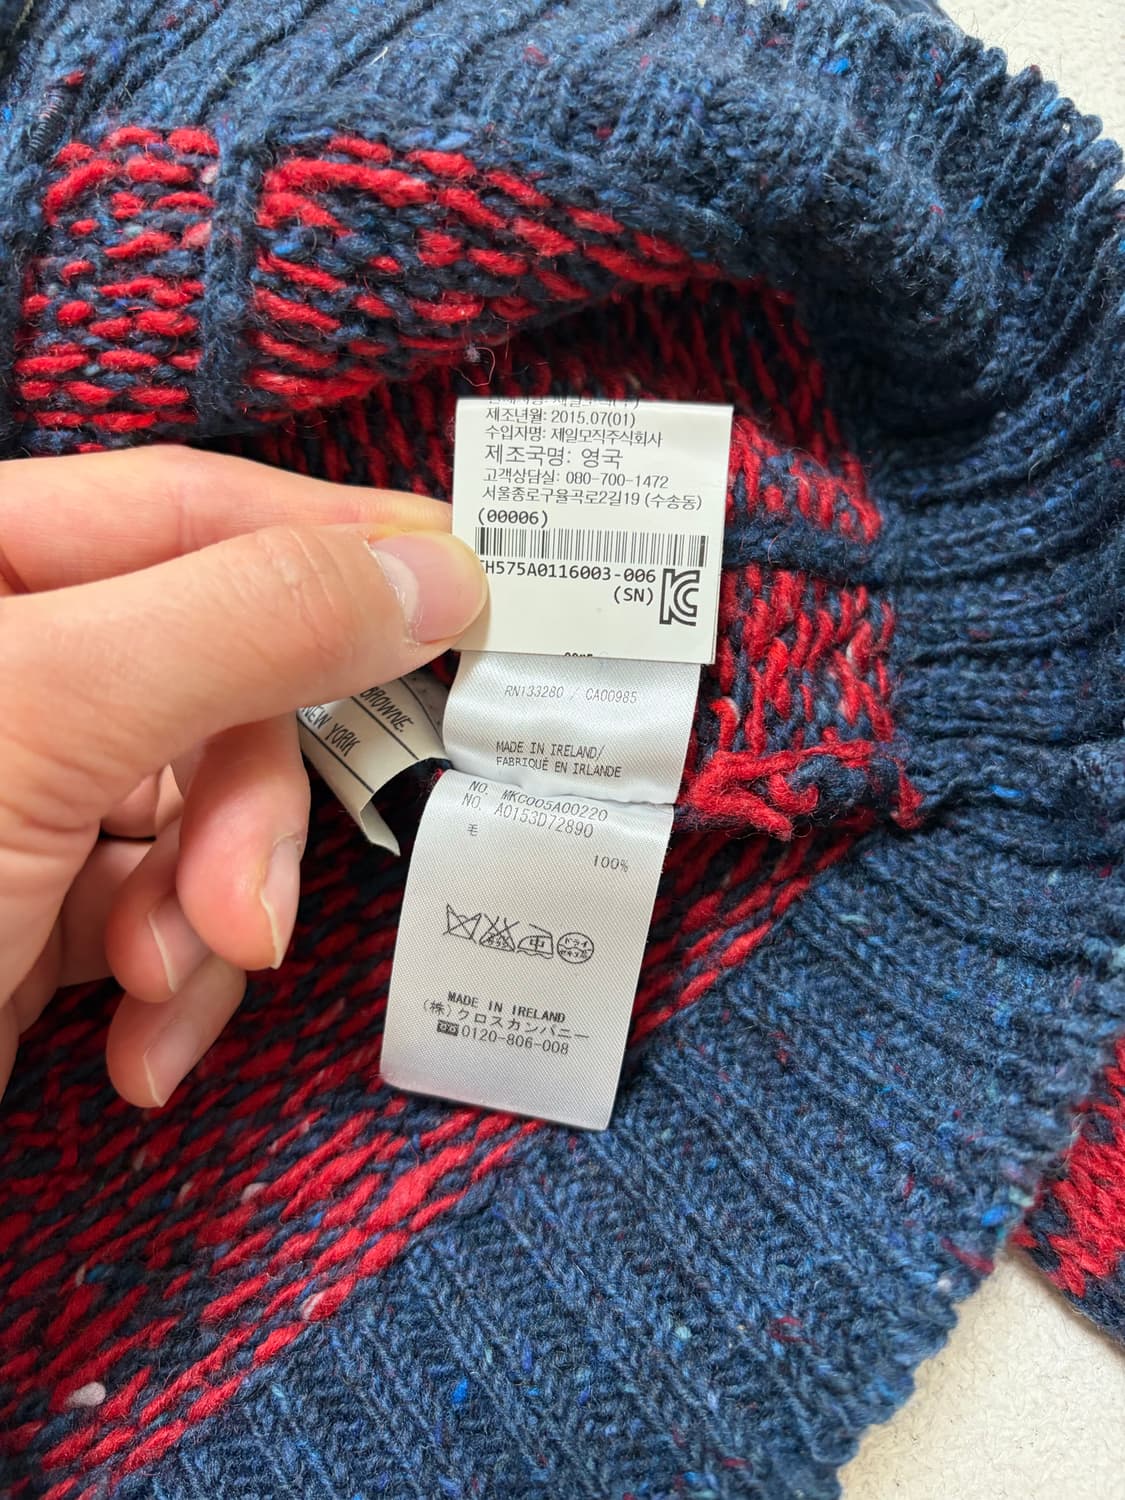 제조년월: 2015.07(01)
수입자명: 제일모직주식회사
제조국명: 영국
고객상담실: 080-700-1472
서울종로구율곡로2길19 (수송동)
(00006)
H575A0116003-006
(SN)
RN133280 / CA00985
MADE IN IRELAND/
FABRIQUÉ EN IRLANDE
BROWNE.
NEW YORK
NO. MKC005A00220
NO. A0153D72890
毛
100%
中
ドライ
MADE IN IRELAND
(株)クロスカンパニー
0120-806-008